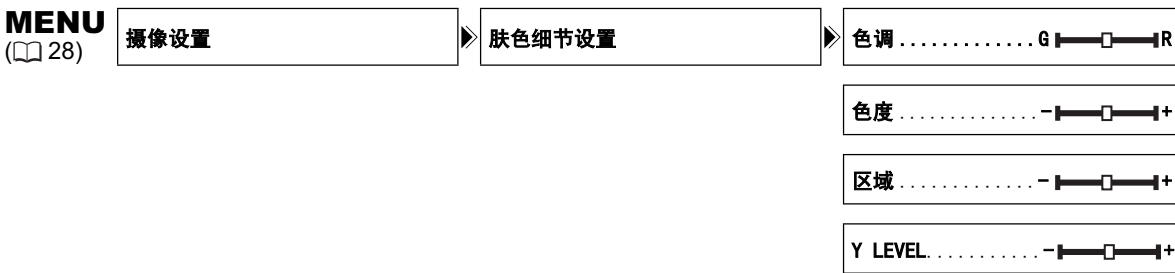 MENU
(28)
摄像设置
肤色细节设置
色调.............G R
色度..............- +
区域.............- +
Y LEVEL...........- +